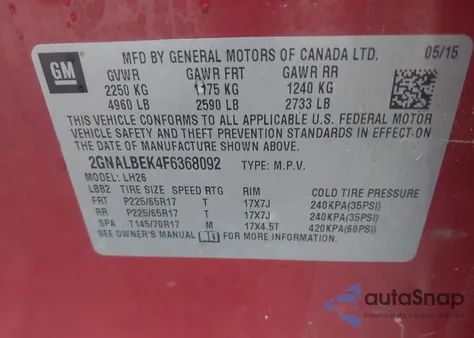 GM
MFD BY GENERAL MOTORS OF CANADA LTD. 05/15
GVWR GAWR FRT GAWR RR
2250 KG 1175 KG 1240 KG
4960 LB 2590 LB 2733 LB
THIS VEHICLE CONFORMS TO ALL APPLICABLE U.S. FEDERAL MOTOR
VEHICLE SAFETY AND THEFT PREVENTION STANDARDS IN EFFECT ON
THE DATE OF MANUFACTURE SHOWN ABOVE.
2GNALBEK4F6368092 TYPE: M.P.V.
MODEL: LH26
LBB2 TIRE SIZE SPEED RTG RIM COLD TIRE PRESSURE
FRT P225/65R17 T 17X7J 240KPA(35PSI)
RR P225/65R17 T 17X7J 240KPA(35PSI)
SPA T145/70R17 M 17X4.5T 420KPA(60PSI)
SEE OWNER'S MANUAL FOR MORE INFORMATION
autoSnap